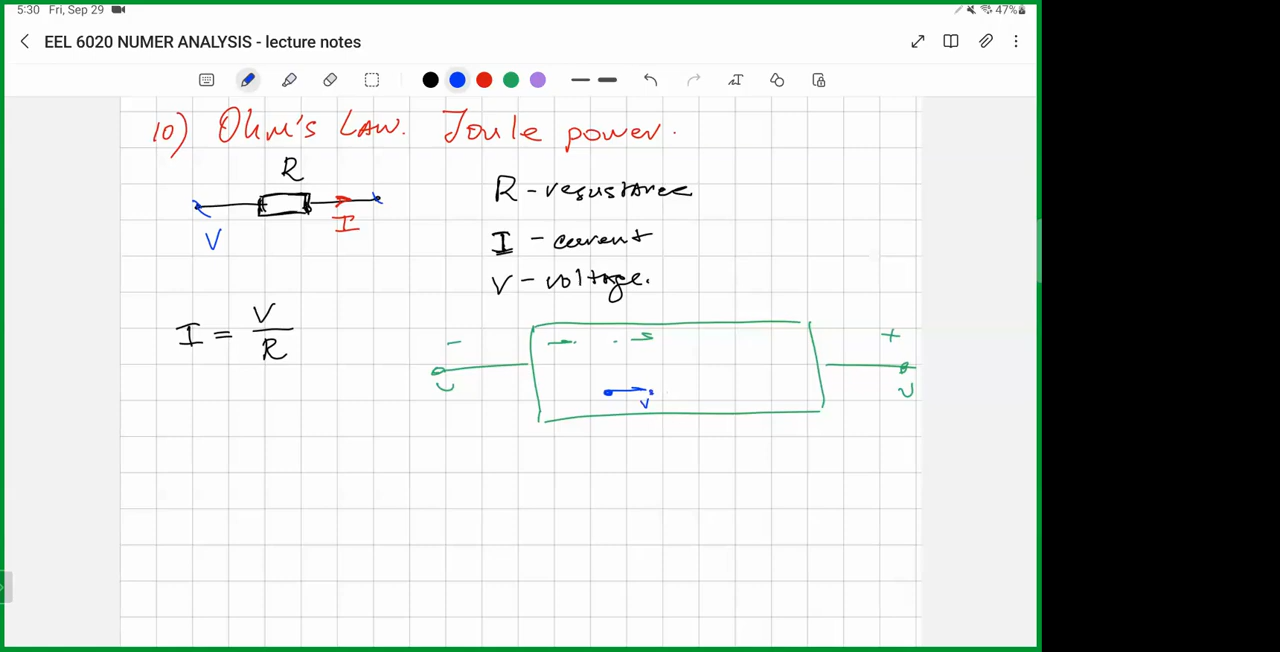 5:30 Fri, Sep 29 47%
EEL 6020 NUMER ANALYSIS - lecture notes
10) Ohm's LAW. Joule power.
R
V I
R - resustance
I - current
V - voltage.
I = V / R
- +
V